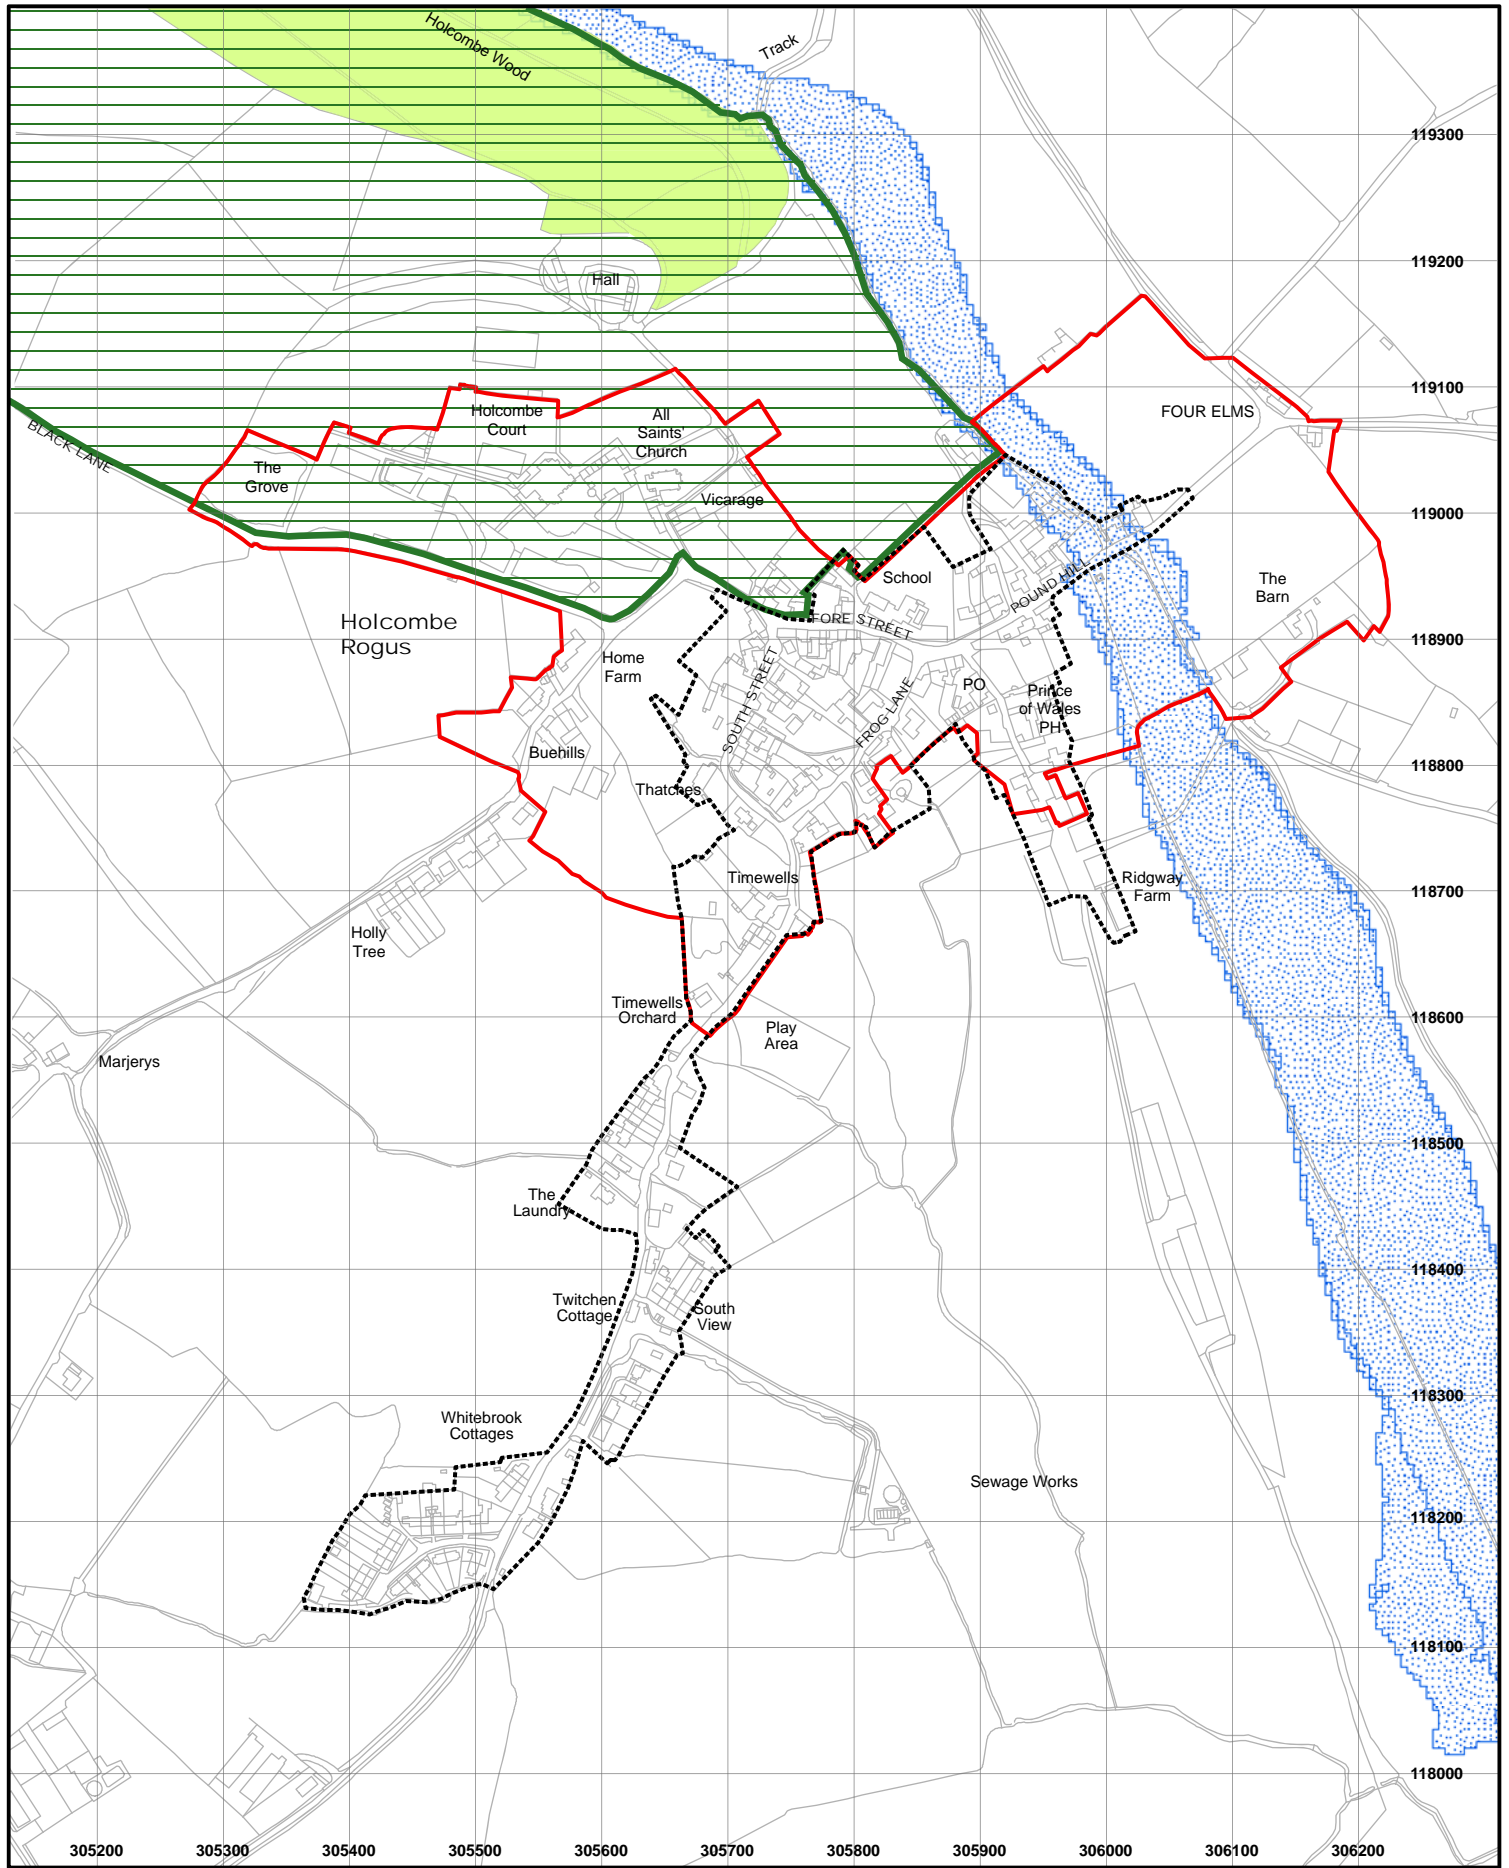 Holcombe Wood
Track
119300
119200
Hall
119100
Holcombe
Court
All
Saints'
Church
FOUR ELMS
BLACK LANE
The
Grove
Vicarage
119000
School
The
Barn
POUND HILL
FORE STREET
Holcombe
Rogus
118900
Home
Farm
SOUTH STREET
FROG LANE
PO
Prince
of Wales
PH
Buehills
118800
Thatches
Timewells
Ridgway
Farm
118700
Holly
Tree
Timewells
Orchard
Play
Area
118600
Marjerys
118500
The
Laundry
118400
Twitchen
Cottage
South
View
118300
Whitebrook
Cottages
Sewage Works
118200
118100
118000
305200 305300 305400 305500 305600 305700 305800 305900 306000 306100 306200